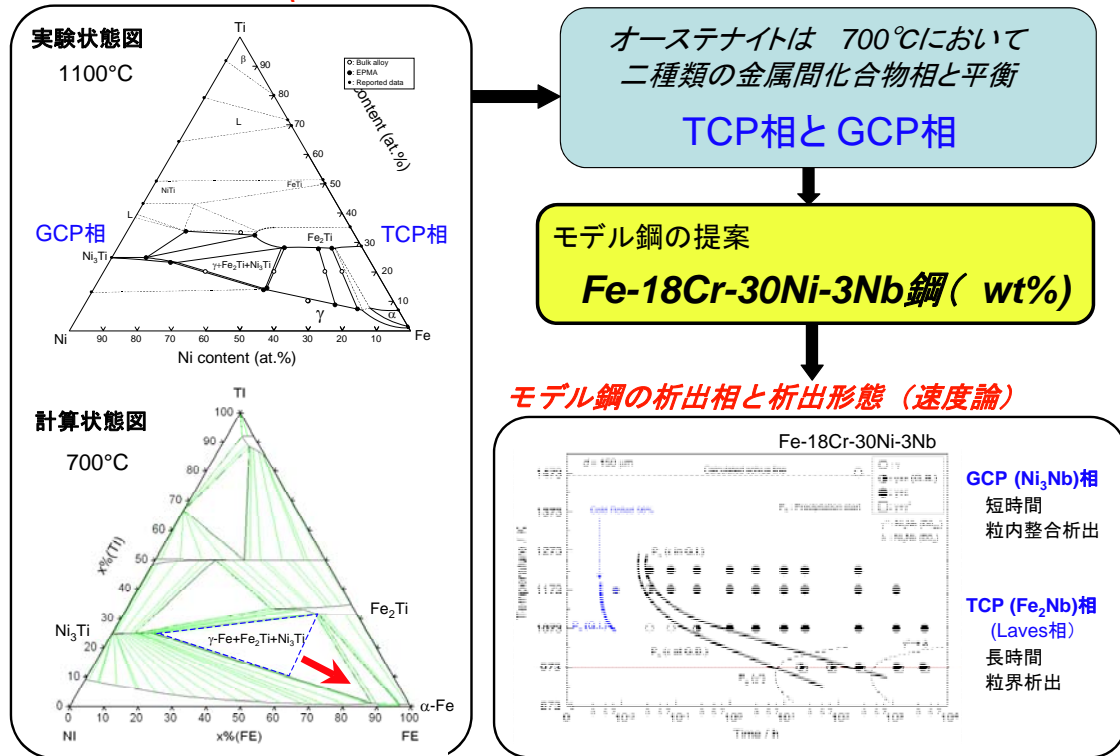 実験状態図
1100°C
Ti
β
90
80
70
60
50
40
30
20
10
○: Bulk alloy
●: EPMA
•: Reported data
content (at.%)
L
NiTi
FeTi
L
GCP相
TCP相
Fe₂Ti
Ni₃Ti
γ+Fe₂Ti+Ni₃Ti
γ
α
Ni
Fe
90 80 70 60 50 40 30 20 10
Ni content (at.%)
計算状態図
700°C
TI
100
90
80
70
60
50
40
30
20
10
0
x%(TI)
Ni₃Ti
Fe₂Ti
γ-Fe+Fe₂Ti+Ni₃Ti
α-Fe
0 10 20 30 40 50 60 70 80 90 100
NI
x%(FE)
FE
オーステナイトは 700℃において
二種類の金属間化合物相と平衡
TCP相と GCP相
モデル鋼の提案
Fe-18Cr-30Ni-3Nb鋼( wt%)
モデル鋼の析出相と析出形態（速度論）
Fe-18Cr-30Ni-3Nb
Temperature / K
Time / h
GCP (Ni₃Nb)相
短時間
粒内整合析出
TCP (Fe₂Nb)相
(Laves相）
長時間
粒界析出